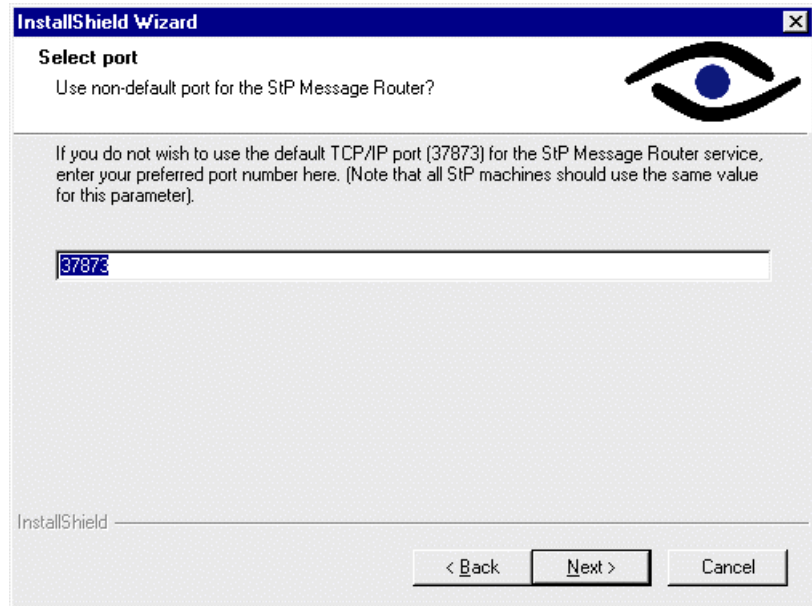 InstallShield Wizard
Select port
Use non-default port for the StP Message Router?
If you do not wish to use the default TCP/IP port (37873) for the StP Message Router service,
enter your preferred port number here. (Note that all StP machines should use the same value
for this parameter).
37873
InstallShield
< Back Next > Cancel